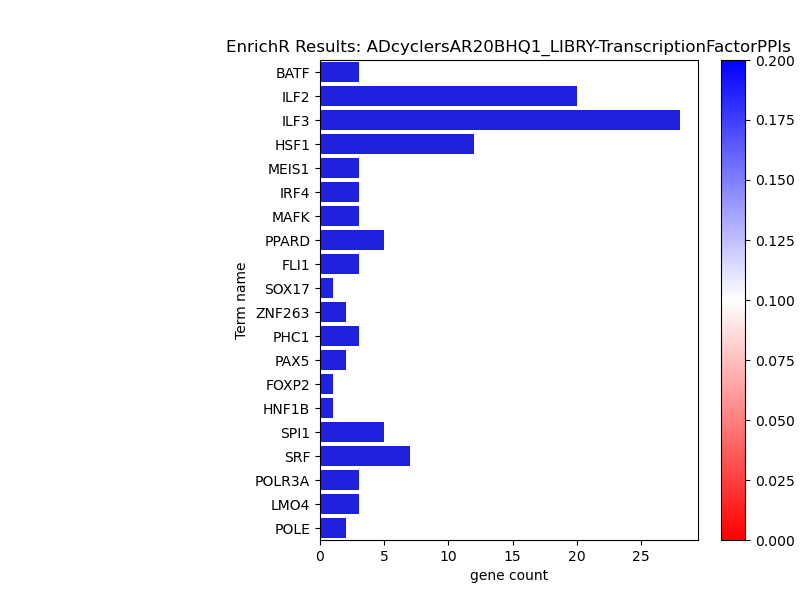 EnrichR Results: ADcyclersAR20BHQ1_LIBRY-TranscriptionFactorPPIs
BATF
ILF2
ILF3
HSF1
MEIS1
IRF4
MAFK
PPARD
FLI1
SOX17
ZNF263
PHC1
PAX5
FOXP2
HNF1B
SPI1
SRF
POLR3A
LMO4
POLE
Term name
0 5 10 15 20 25
gene count
0.200
0.175
0.150
0.125
0.100
0.075
0.050
0.025
0.000